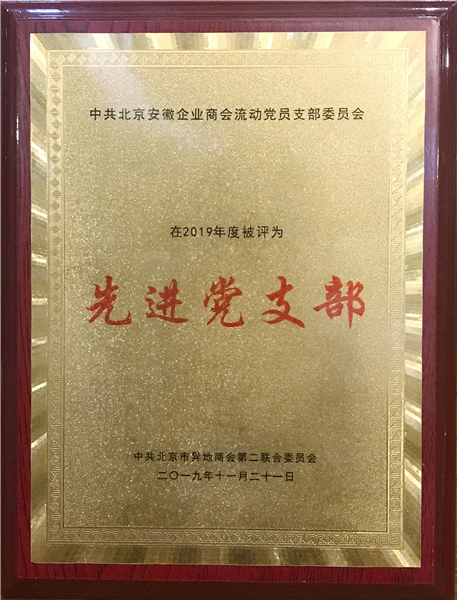 中共北京安徽企业商会流动党员支部委员会
在2019年度被评为
先进党支部
中共北京市异地商会第二联合委员会
二〇一九年十一月二十一日